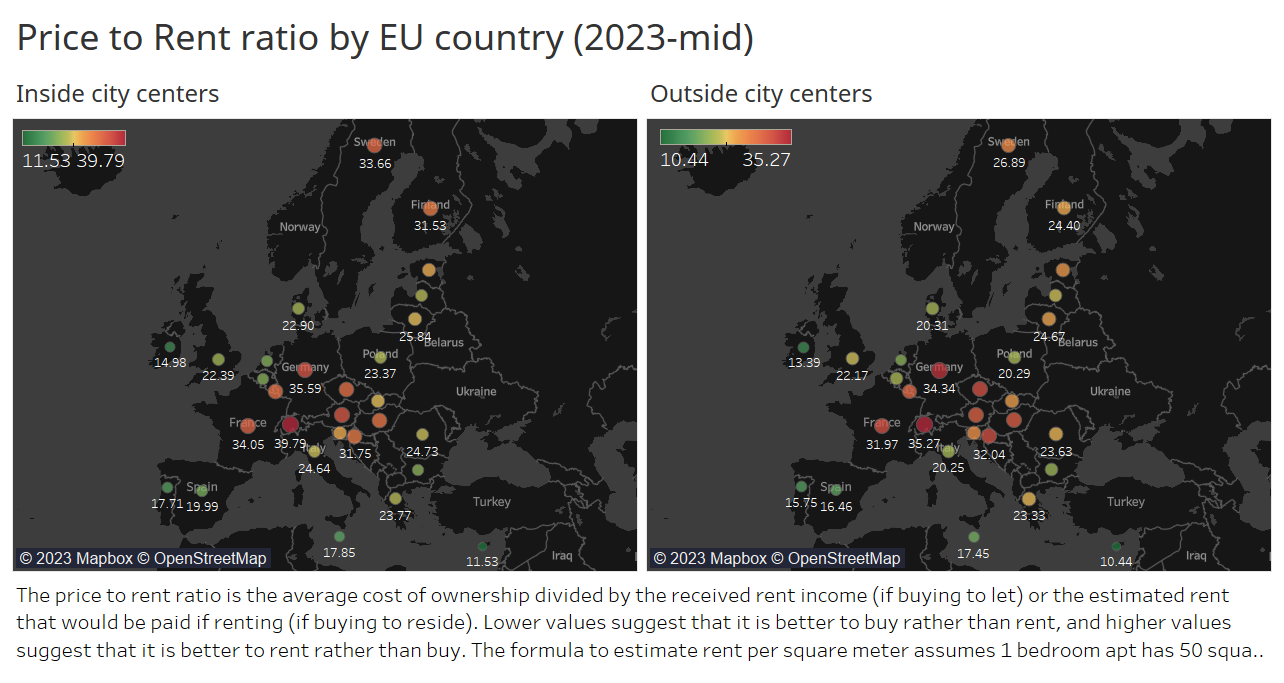 Price to Rent ratio by EU country (2023-mid)
Inside city centers
11.53 39.79
Sweden
33.66
Finland
31.53
Norway
22.90
25.84
Belarus
14.98
22.39
Poland
23.37
Germany
35.59
Ukraine
France
34.05
39.79
Italy
24.64
31.75
24.73
Spain
17.71
19.99
23.77
Turkey
17.85
11.53
Iraq
© 2023 Mapbox © OpenStreetMap
Outside city centers
10.44 35.27
Sweden
26.89
Finland
24.40
Norway
20.31
24.67
Belarus
13.39
22.17
Poland
20.29
Germany
34.34
Ukraine
France
31.97
35.27
Italy
20.25
32.04
23.63
Spain
15.75
16.46
23.33
Turkey
17.45
10.44
Iraq
© 2023 Mapbox © OpenStreetMap
The price to rent ratio is the average cost of ownership divided by the received rent income (if buying to let) or the estimated rent
that would be paid if renting (if buying to reside). Lower values suggest that it is better to buy rather than rent, and higher values
suggest that it is better to rent rather than buy. The formula to estimate rent per square meter assumes 1 bedroom apt has 50 squa..